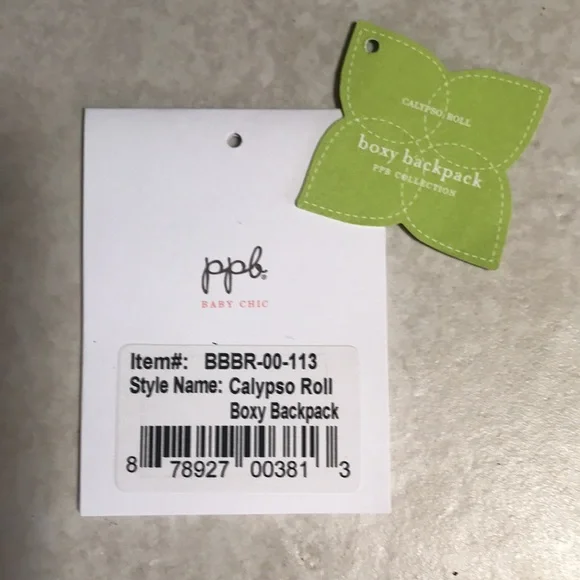 CALYPSO ROLL
boxy backpack
PPB COLLECTION
ppb®
BABY CHIC
Item#: BBBR-00-113
Style Name: Calypso Roll
Boxy Backpack
8 78927 00381 3